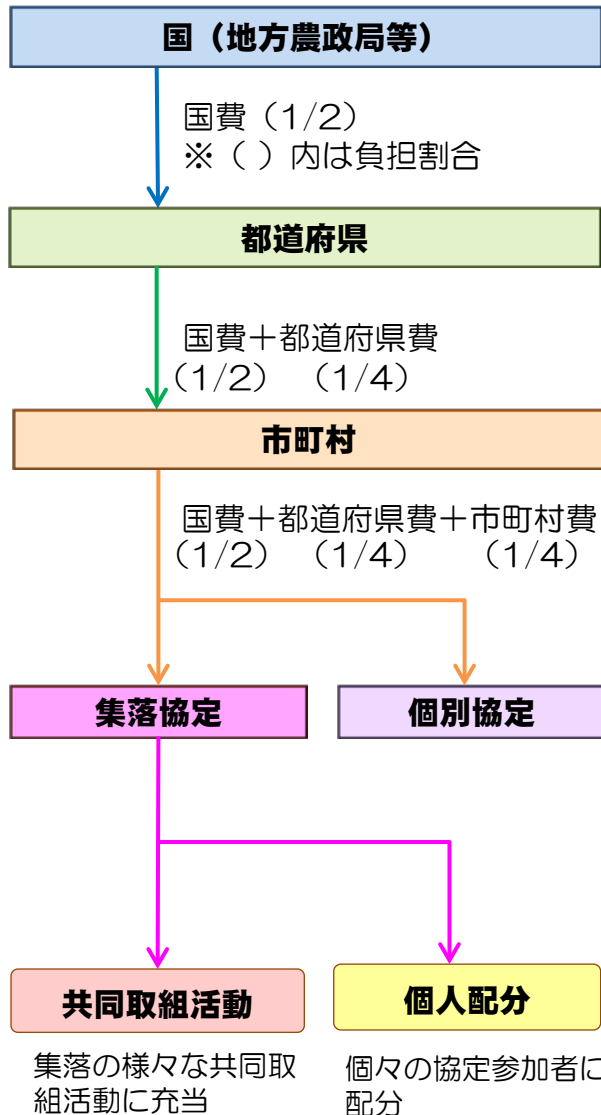 国（地方農政局等）
国費（1/2）
※（ ）内は負担割合
都道府県
国費＋都道府県費
（1/2）　（1/4）
市町村
国費＋都道府県費＋市町村費
（1/2）　（1/4）　　（1/4）
集落協定
個別協定
共同取組活動
個人配分
集落の様々な共同取
組活動に充当
個々の協定参加者に
配分